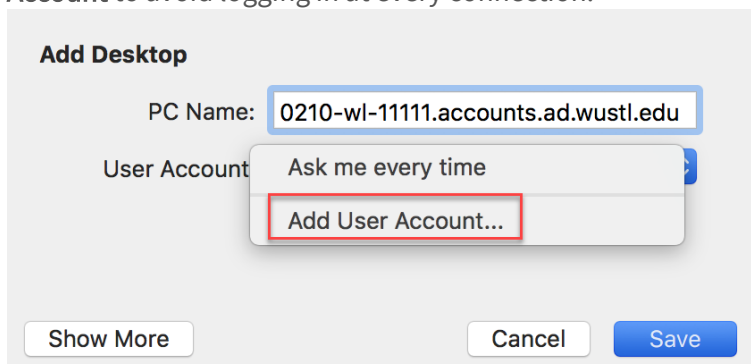 Account to avoid logging in at every connection.
Add Desktop
PC Name: 0210-wl-11111.accounts.ad.wustl.edu
User Account Ask me every time
Add User Account...
Show More Cancel Save